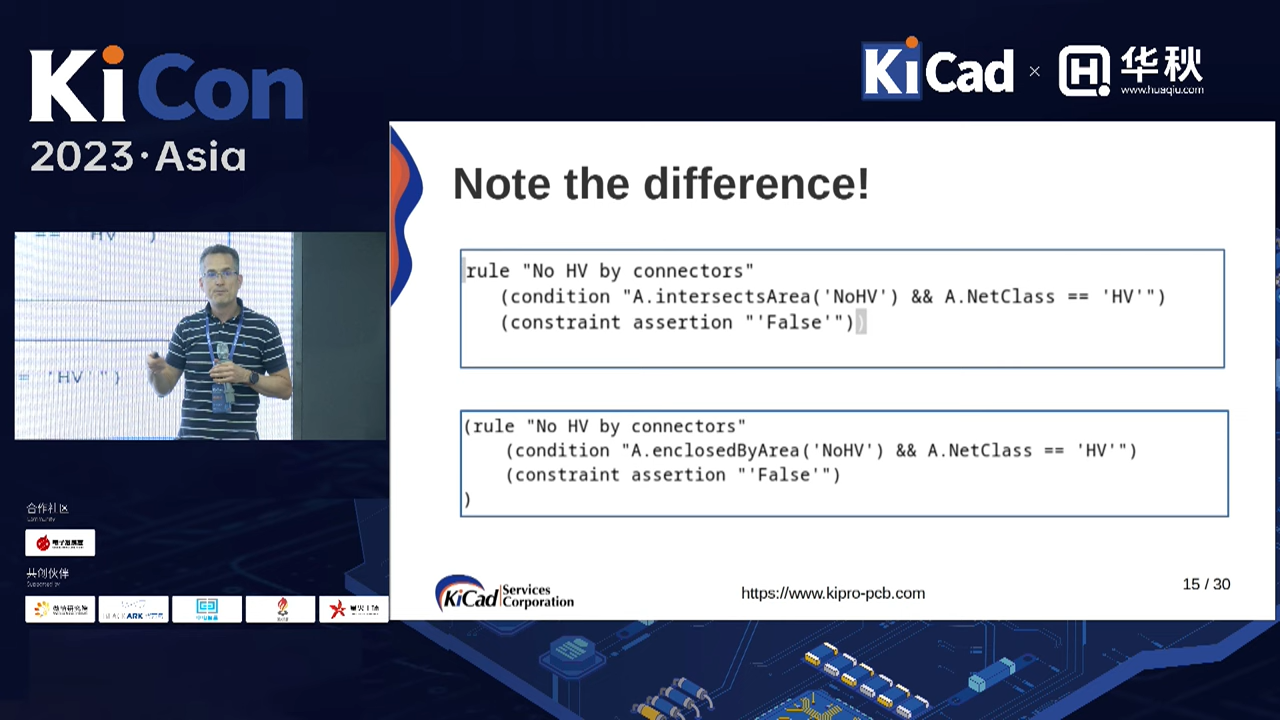 KiCon
2023·Asia
KiCad × H 华秋
www.huaqiu.com
Note the difference!
rule "No HV by connectors"
(condition "A.intersectsArea('NoHV') && A.NetClass == 'HV'")
(constraint assertion "'False'"))
(rule "No HV by connectors"
(condition "A.enclosedByArea('NoHV') && A.NetClass == 'HV'")
(constraint assertion "'False'")
)
== 'HV' )
= 'HV'")
合作社区
Community
电子发烧友
共创伙伴
Supported by
KiCad Services
Corporation
https://www.kipro-pcb.com
15 / 30